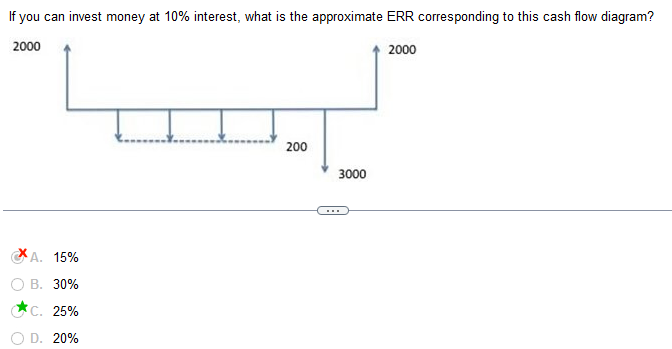 If you can invest money at 10% interest, what is the approximate ERR corresponding to this cash flow diagram?
2000
2000
200
3000
...
A. 15%
B. 30%
C. 25%
D. 20%